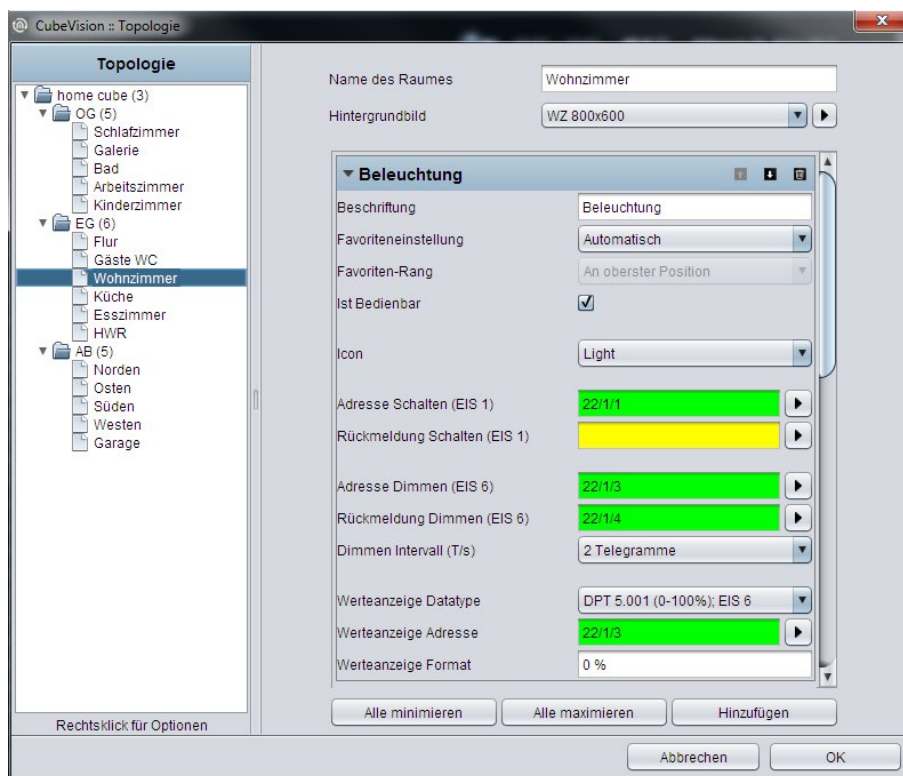 CubeVision :: Topologie
Topologie
home cube (3)
OG (5)
Schlafzimmer
Galerie
Bad
Arbeitszimmer
Kinderzimmer
EG (6)
Flur
Gäste WC
Wohnzimmer
Küche
Esszimmer
HWR
AB (5)
Norden
Osten
Süden
Westen
Garage
Rechtsklick für Optionen
Name des Raumes Wohnzimmer
Hintergrundbild WZ 800x600
Beleuchtung
Beschriftung Beleuchtung
Favoriteneinstellung Automatisch
Favoriten-Rang An oberster Position
Ist Bedienbar
Icon Light
Adresse Schalten (EIS 1) 22/1/1
Rückmeldung Schalten (EIS 1)
Adresse Dimmen (EIS 6) 22/1/3
Rückmeldung Dimmen (EIS 6) 22/1/4
Dimmen Intervall (T/s) 2 Telegramme
Werteanzeige Datatype DPT 5.001 (0-100%); EIS 6
Werteanzeige Adresse 22/1/3
Werteanzeige Format 0 %
Alle minimieren Alle maximieren Hinzufügen
Abbrechen OK